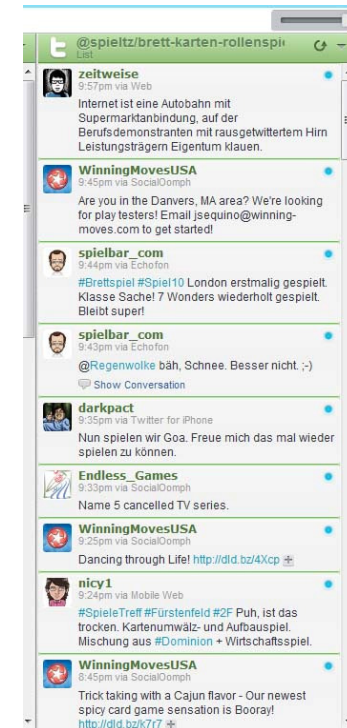 @spieltz/brett-karten-rollenspi
List
zeitweise
9:57pm via Web
Internet ist eine Autobahn mit
Supermarktanbindung, auf der
Berufsdemonstranten mit rausgetwittertem Hirn
Leistungsträgern Eigentum klauen.
WinningMovesUSA
9:45pm via SocialOomph
Are you in the Danvers, MA area? We're looking
for play testers! Email jsequino@winning-
moves.com to get started!
spielbar_com
9:44pm via Echofon
#Brettspiel #Spiel10 London erstmalig gespielt.
Klasse Sache! 7 Wonders wiederholt gespielt.
Bleibt super!
spielbar_com
9:43pm via Echofon
@Regenwolke bäh, Schnee. Besser nicht. ;-)
Show Conversation
darkpact
9:35pm via Twitter for iPhone
Nun spielen wir Goa. Freue mich das mal wieder
spielen zu können.
Endless_Games
9:33pm via SocialOomph
Name 5 cancelled TV series.
WinningMovesUSA
9:25pm via SocialOomph
Dancing through Life! http://dld.bz/4Xcp
nicy1
9:24pm via Mobile Web
#SpieleTreff #Fürstenfeld #2F Puh, ist das
trocken. Kartenumwälz- und Aufbauspiel.
Mischung aus #Dominion + Wirtschaftsspiel.
WinningMovesUSA
8:45pm via SocialOomph
Trick taking with a Cajun flavor - Our newest
spicy card game sensation is Booray!
http://dld.bz/k7r7